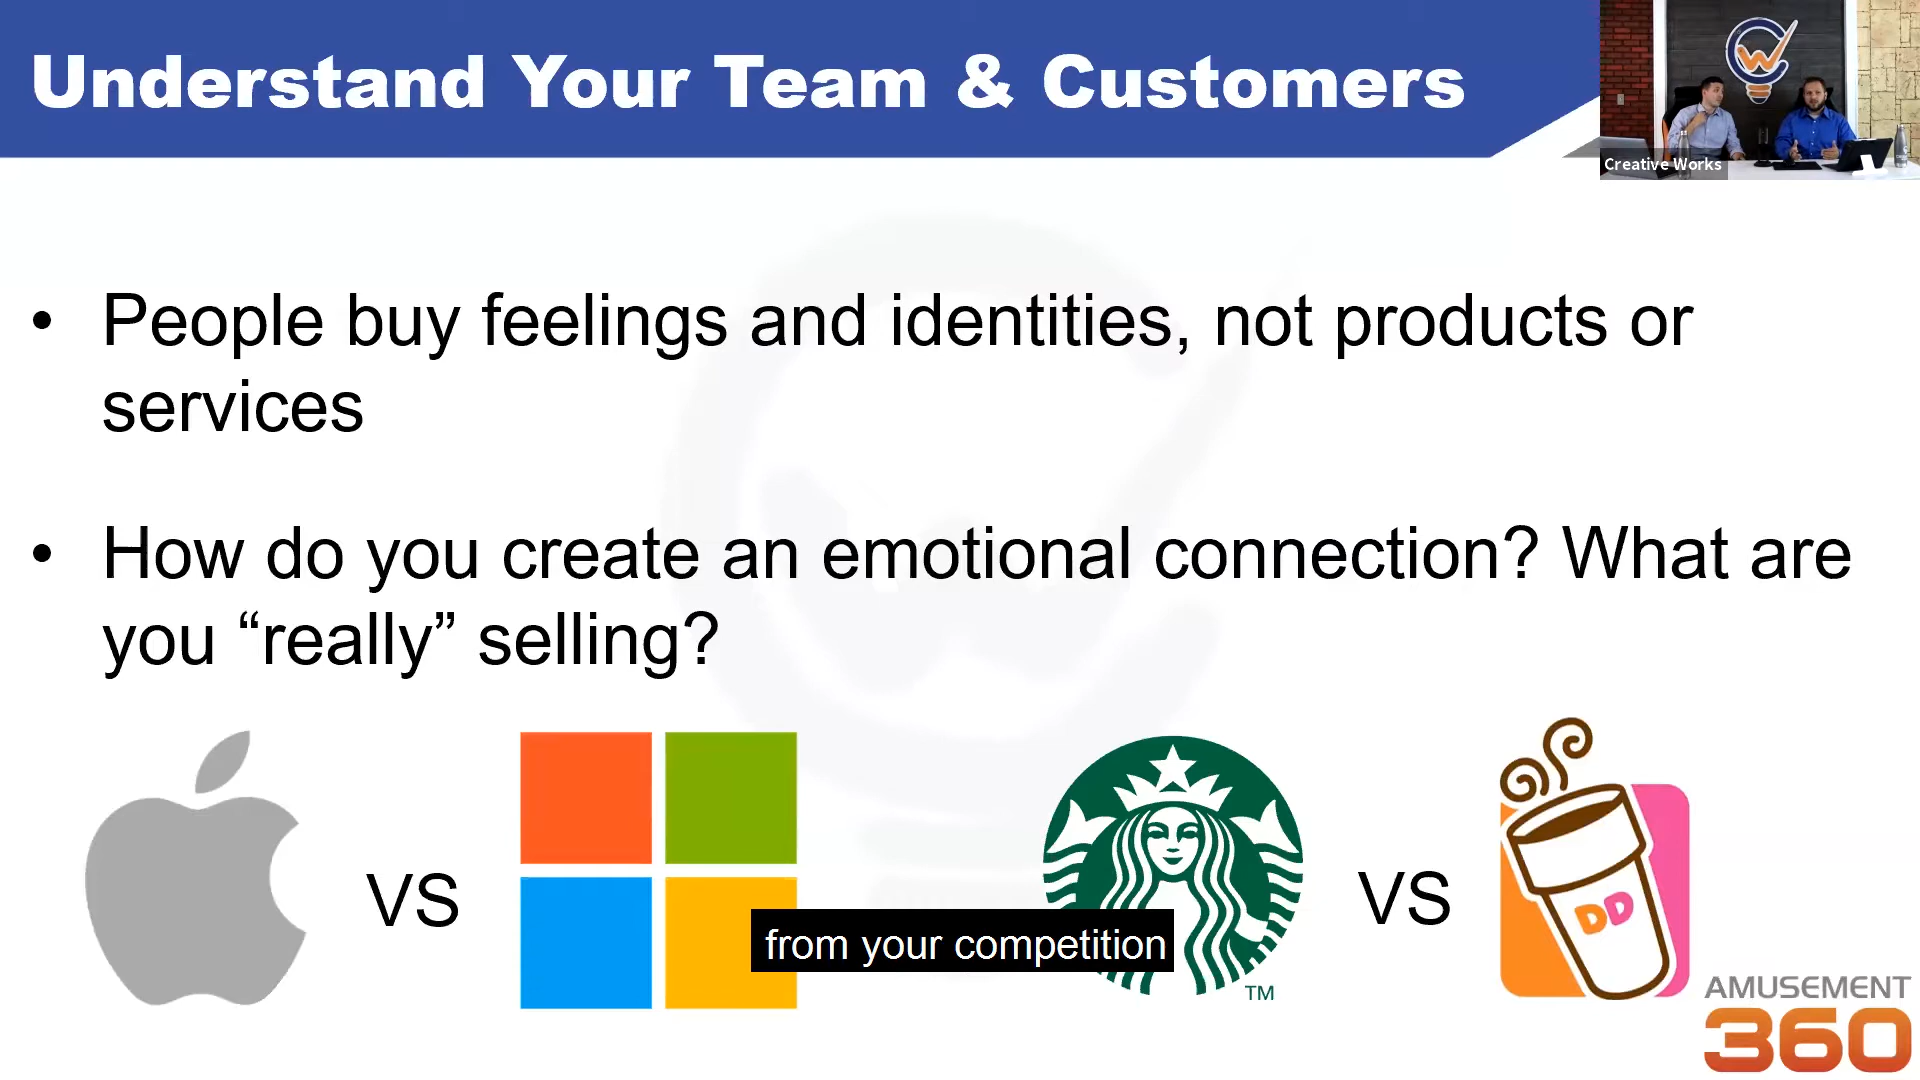 Understand Your Team & Customers
Creative Works
• People buy feelings and identities, not products or
services
• How do you create an emotional connection? What are
you “really” selling?
VS
VS
DD
from your competition
TM
AMUSEMENT
360